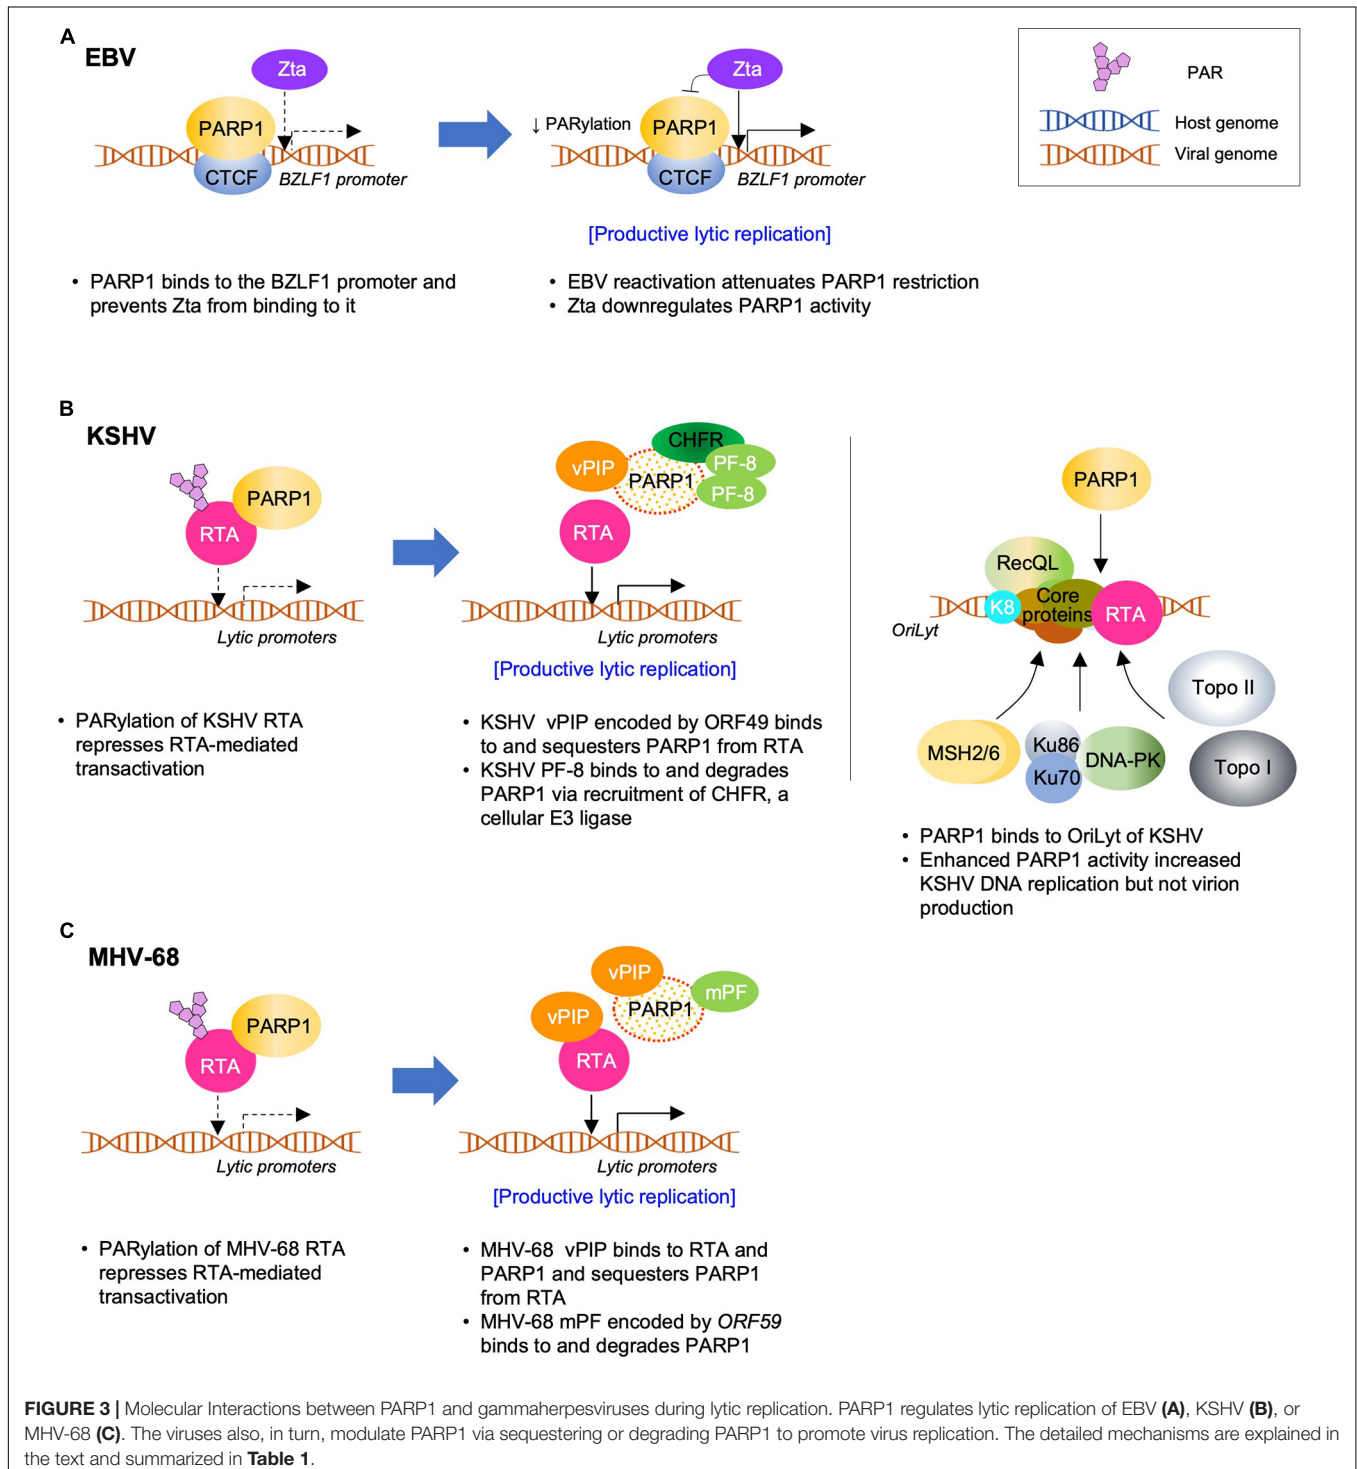 A
EBV
Zta
PARP1
CTCF
BZLF1 promoter
Zta
↓ PARylation
PARP1
CTCF
BZLF1 promoter
[Productive lytic replication]
PAR
Host genome
Viral genome
• PARP1 binds to the BZLF1 promoter and
prevents Zta from binding to it
• EBV reactivation attenuates PARP1 restriction
• Zta downregulates PARP1 activity
B
KSHV
PARP1
RTA
Lytic promoters
CHFR
vPIP
PARP1
PF-8
PF-8
RTA
Lytic promoters
[Productive lytic replication]
• PARylation of KSHV RTA
represses RTA-mediated
transactivation
• KSHV vPIP encoded by ORF49 binds
to and sequesters PARP1 from RTA
• KSHV PF-8 binds to and degrades
PARP1 via recruitment of CHFR, a
cellular E3 ligase
PARP1
RecQL
K8
Core
proteins
RTA
OriLyt
Topo II
MSH2/6
Ku86
Ku70
DNA-PK
Topo I
• PARP1 binds to OriLyt of KSHV
• Enhanced PARP1 activity increased
KSHV DNA replication but not virion
production
C
MHV-68
PARP1
RTA
Lytic promoters
vPIP
vPIP
PARP1
mPF
RTA
Lytic promoters
[Productive lytic replication]
• PARylation of MHV-68 RTA
represses RTA-mediated
transactivation
• MHV-68 vPIP binds to RTA and
PARP1 and sequesters PARP1
from RTA
• MHV-68 mPF encoded by ORF59
binds to and degrades PARP1
FIGURE 3 | Molecular Interactions between PARP1 and gammaherpesviruses during lytic replication. PARP1 regulates lytic replication of EBV (A), KSHV (B), or
MHV-68 (C). The viruses also, in turn, modulate PARP1 via sequestering or degrading PARP1 to promote virus replication. The detailed mechanisms are explained in
the text and summarized in Table 1.